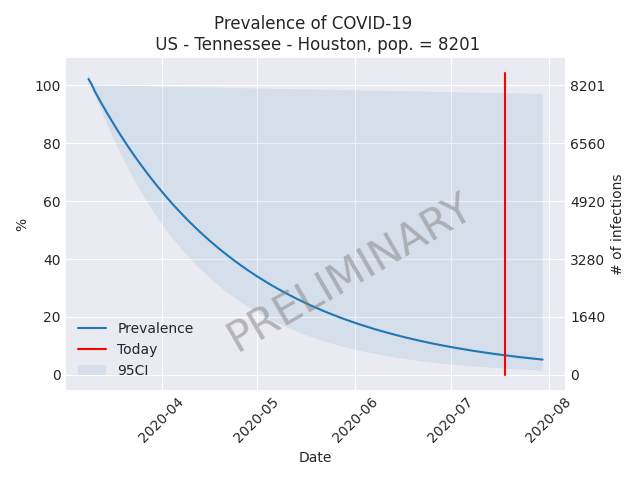 Prevalence of COVID-19
US - Tennessee - Houston, pop. = 8201
100
80
60
40
20
0
%
8201
6560
4920
3280
1640
0
# of infections
PRELIMINARY
Prevalence
Today
95CI
2020-04
2020-05
2020-06
2020-07
2020-08
Date